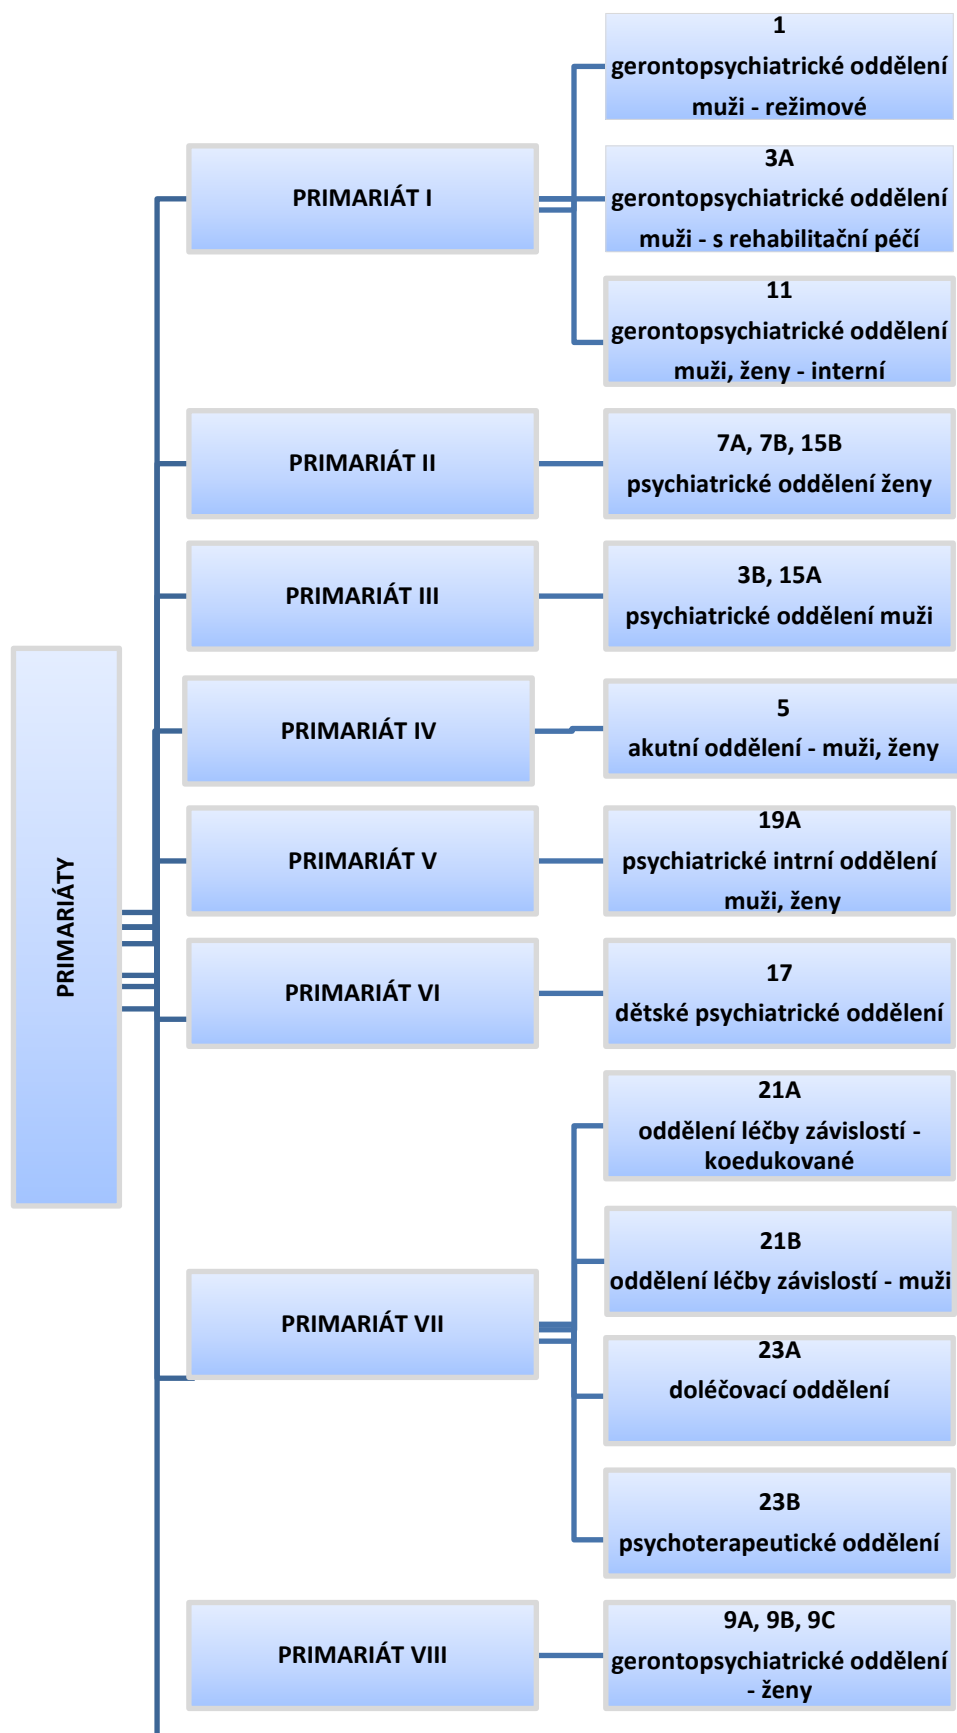 PRIMARIÁTY
PRIMARIÁT I
1
gerontopsychiatrické oddělení
muži - režimové
3A
gerontopsychiatrické oddělení
muži - s rehabilitační péčí
11
gerontopsychiatrické oddělení
muži, ženy - interní
PRIMARIÁT II
7A, 7B, 15B
psychiatrické oddělení ženy
PRIMARIÁT III
3B, 15A
psychiatrické oddělení muži
PRIMARIÁT IV
5
akutní oddělení - muži, ženy
PRIMARIÁT V
19A
psychiatrické intrní oddělení
muži, ženy
PRIMARIÁT VI
17
dětské psychiatrické oddělení
PRIMARIÁT VII
21A
oddělení léčby závislostí -
koedukované
21B
oddělení léčby závislostí - muži
23A
doléčovací oddělení
23B
psychoterapeutické oddělení
PRIMARIÁT VIII
9A, 9B, 9C
gerontopsychiatrické oddělení
- ženy